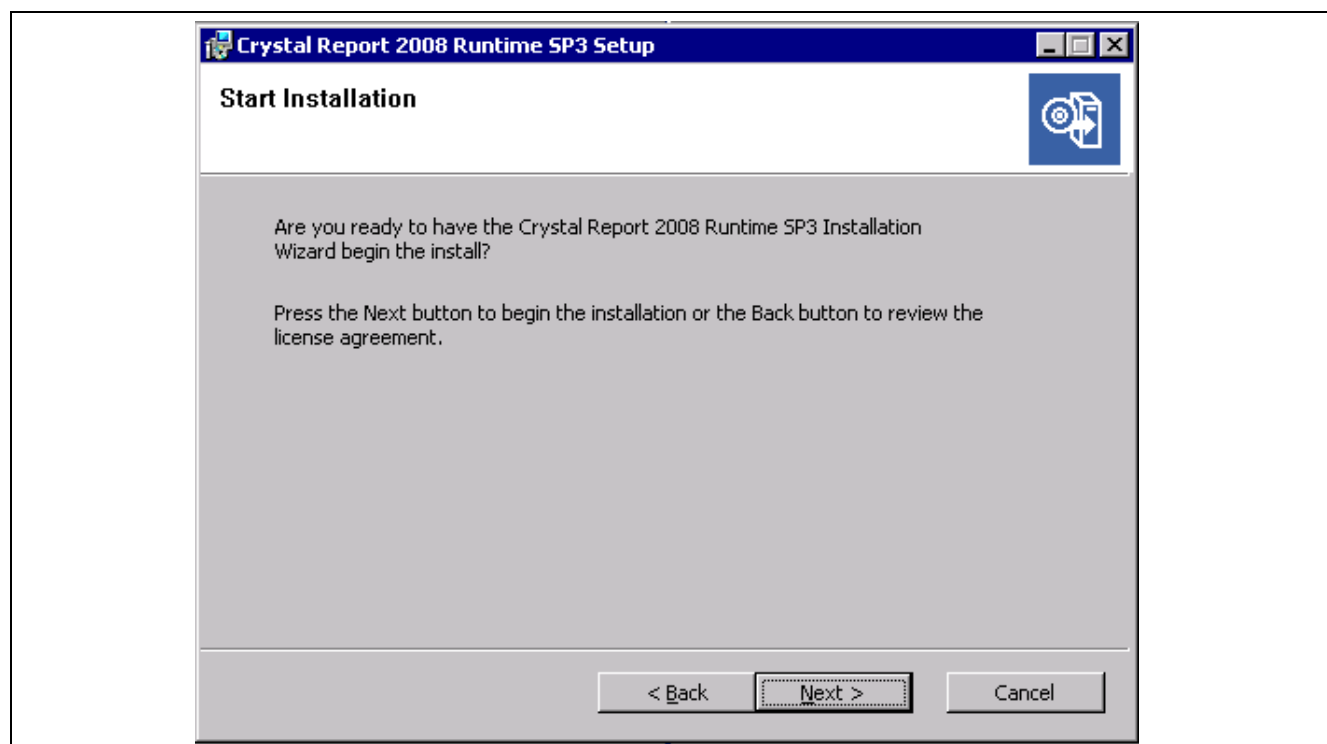 Crystal Report 2008 Runtime SP3 Setup
Start Installation
Are you ready to have the Crystal Report 2008 Runtime SP3 Installation
Wizard begin the install?
Press the Next button to begin the installation or the Back button to review the
license agreement.
< Back Next > Cancel